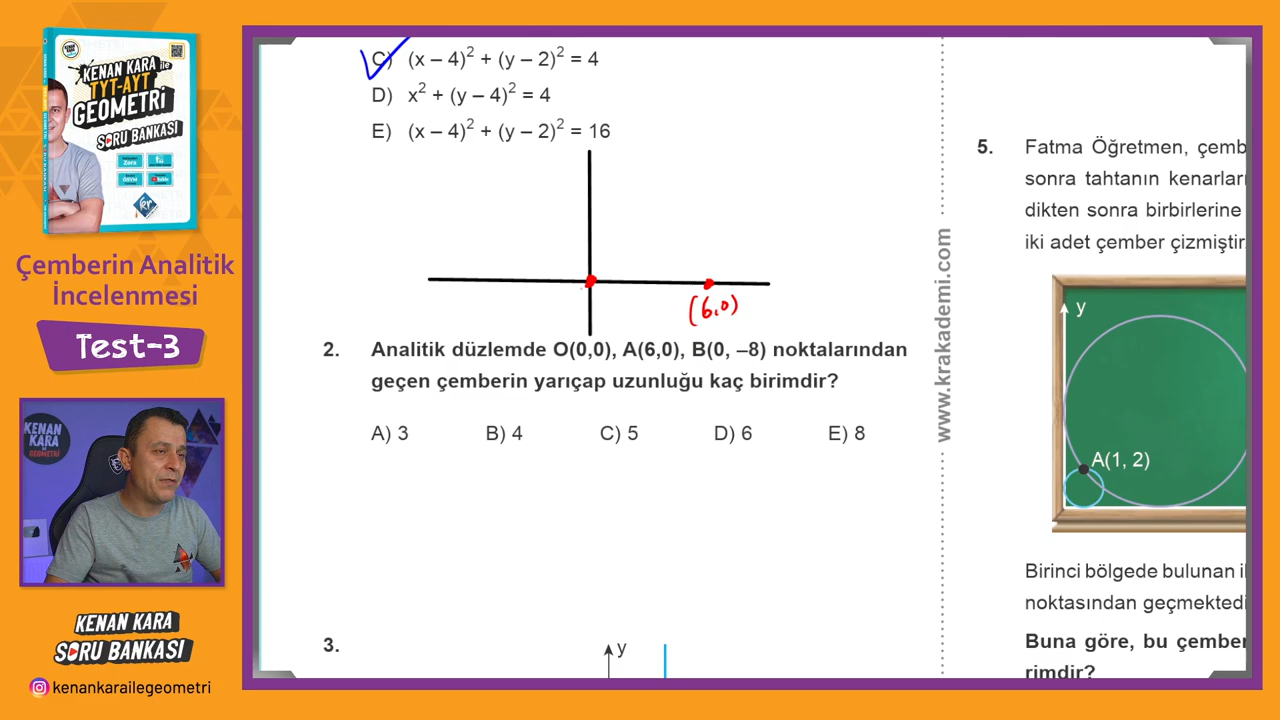 KENAN KARA ile
TYT-AYT
GEOMETRİ
SORU BANKASI
Çemberin Analitik
İncelenmesi
Test-3
KENAN
KARA
GEOMETRİ
KENAN KARA
SORU BANKASI
kenankarailegeometri
C) (x – 4)² + (y – 2)² = 4
D) x² + (y – 4)² = 4
E) (x – 4)² + (y – 2)² = 16
(6,0)
2. Analitik düzlemde O(0,0), A(6,0), B(0, –8) noktalarından
geçen çemberin yarıçap uzunluğu kaç birimdir?
A) 3 B) 4 C) 5 D) 6 E) 8
3.
y
www.krakademi.com
5. Fatma Öğretmen, çemb
sonra tahtanın kenarları
dikten sonra birbirlerine
iki adet çember çizmiştir.
y
A(1, 2)
Birinci bölgede bulunan i
noktasından geçmektedi
Buna göre, bu çember
rimdir?